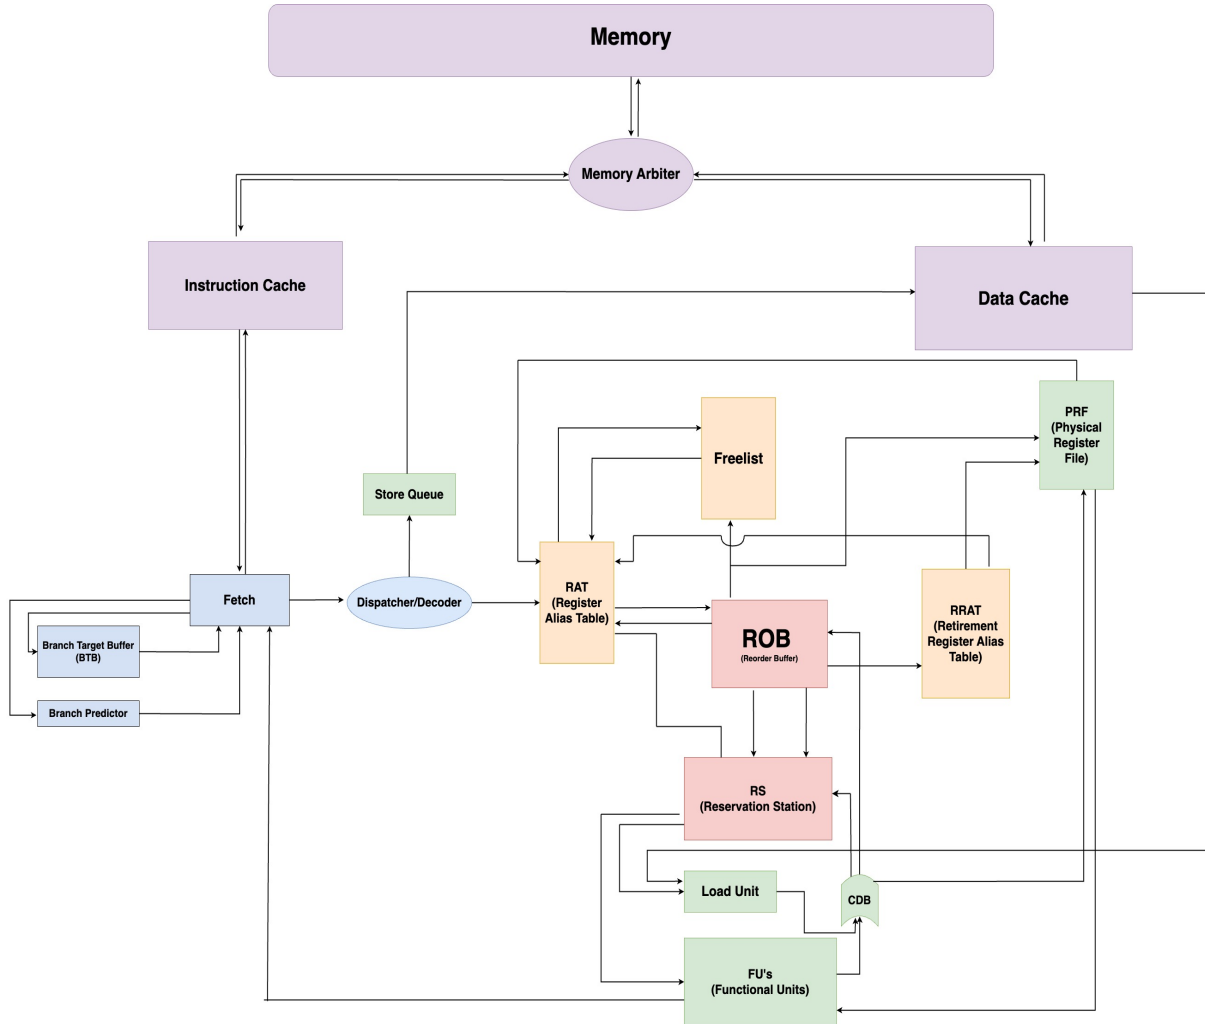 Memory
Memory Arbiter
Instruction Cache
Data Cache
PRF
(Physical
Register
File)
Freelist
Store Queue
RAT
(Register
Alias Table)
Fetch
Dispatcher/Decoder
RRAT
(Retirement
Register Alias
Table)
ROB
(Reorder Buffer)
Branch Target Buffer
(BTB)
Branch Predictor
RS
(Reservation Station)
Load Unit
CDB
FU's
(Functional Units)